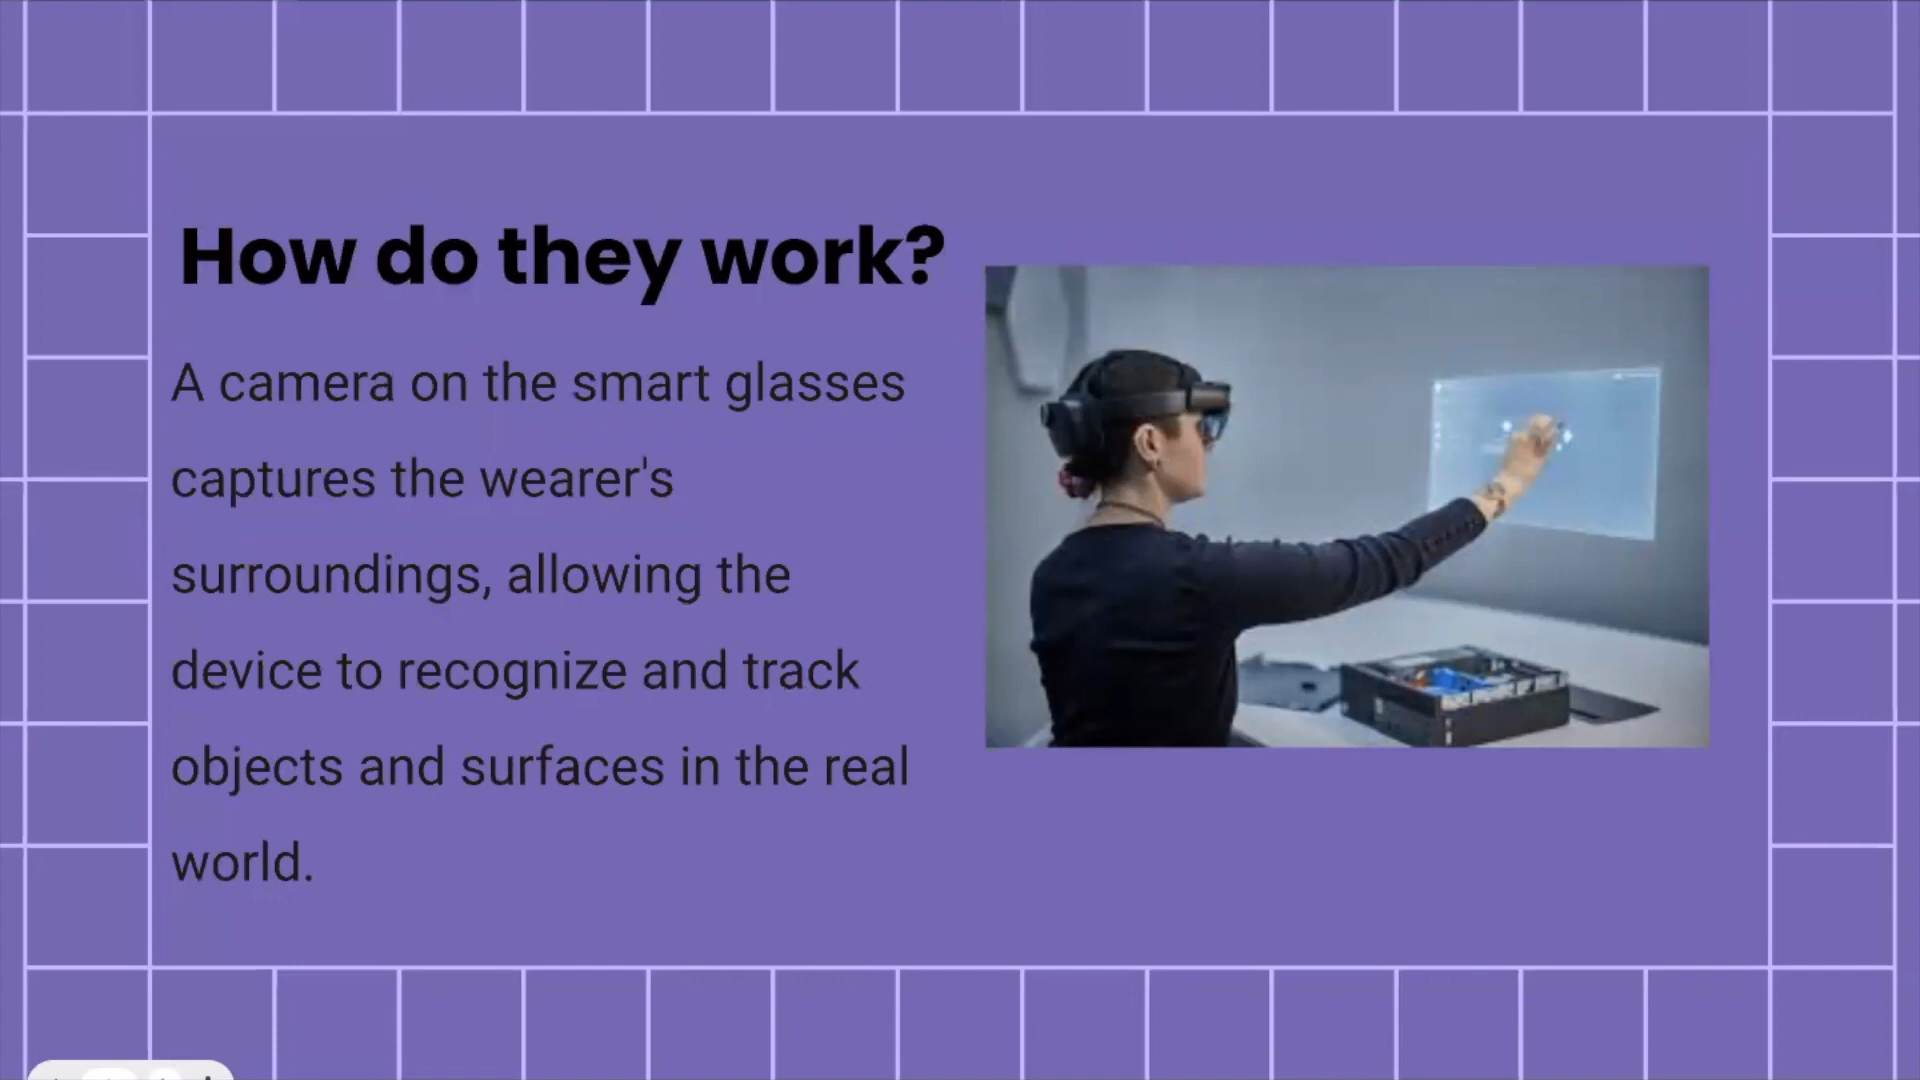 How do they work?
A camera on the smart glasses
captures the wearer's
surroundings, allowing the
device to recognize and track
objects and surfaces in the real
world.